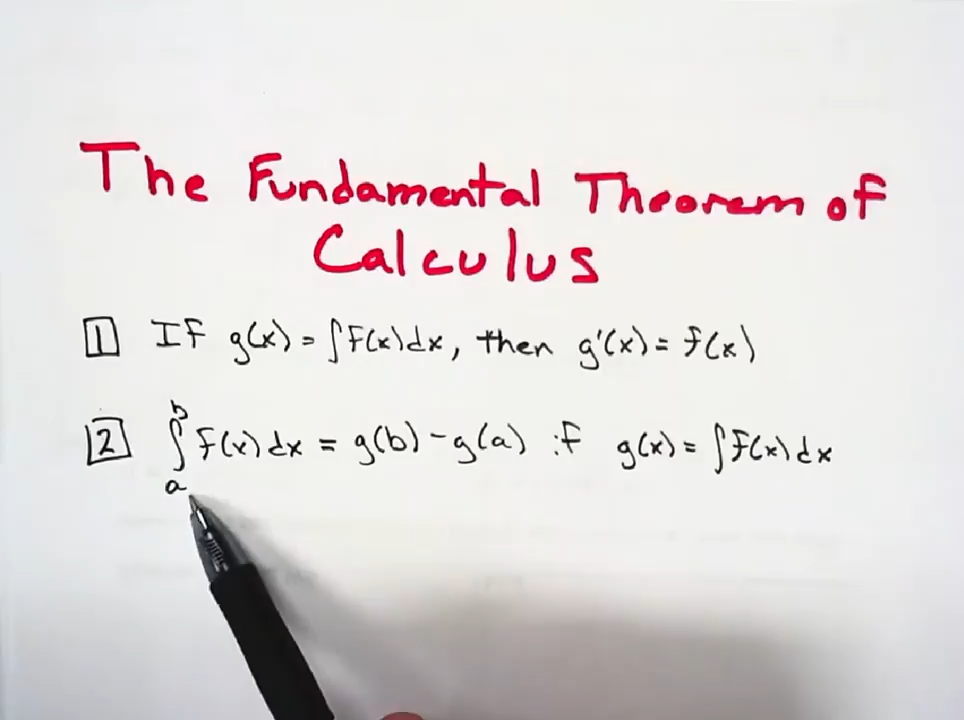 The Fundamental Theorem of
Calculus
1 If g(x) = ∫f(x)dx, then g'(x) = f(x)
2 ∫ₐᵇ f(x)dx = g(b) - g(a) if g(x) = ∫f(x)dx